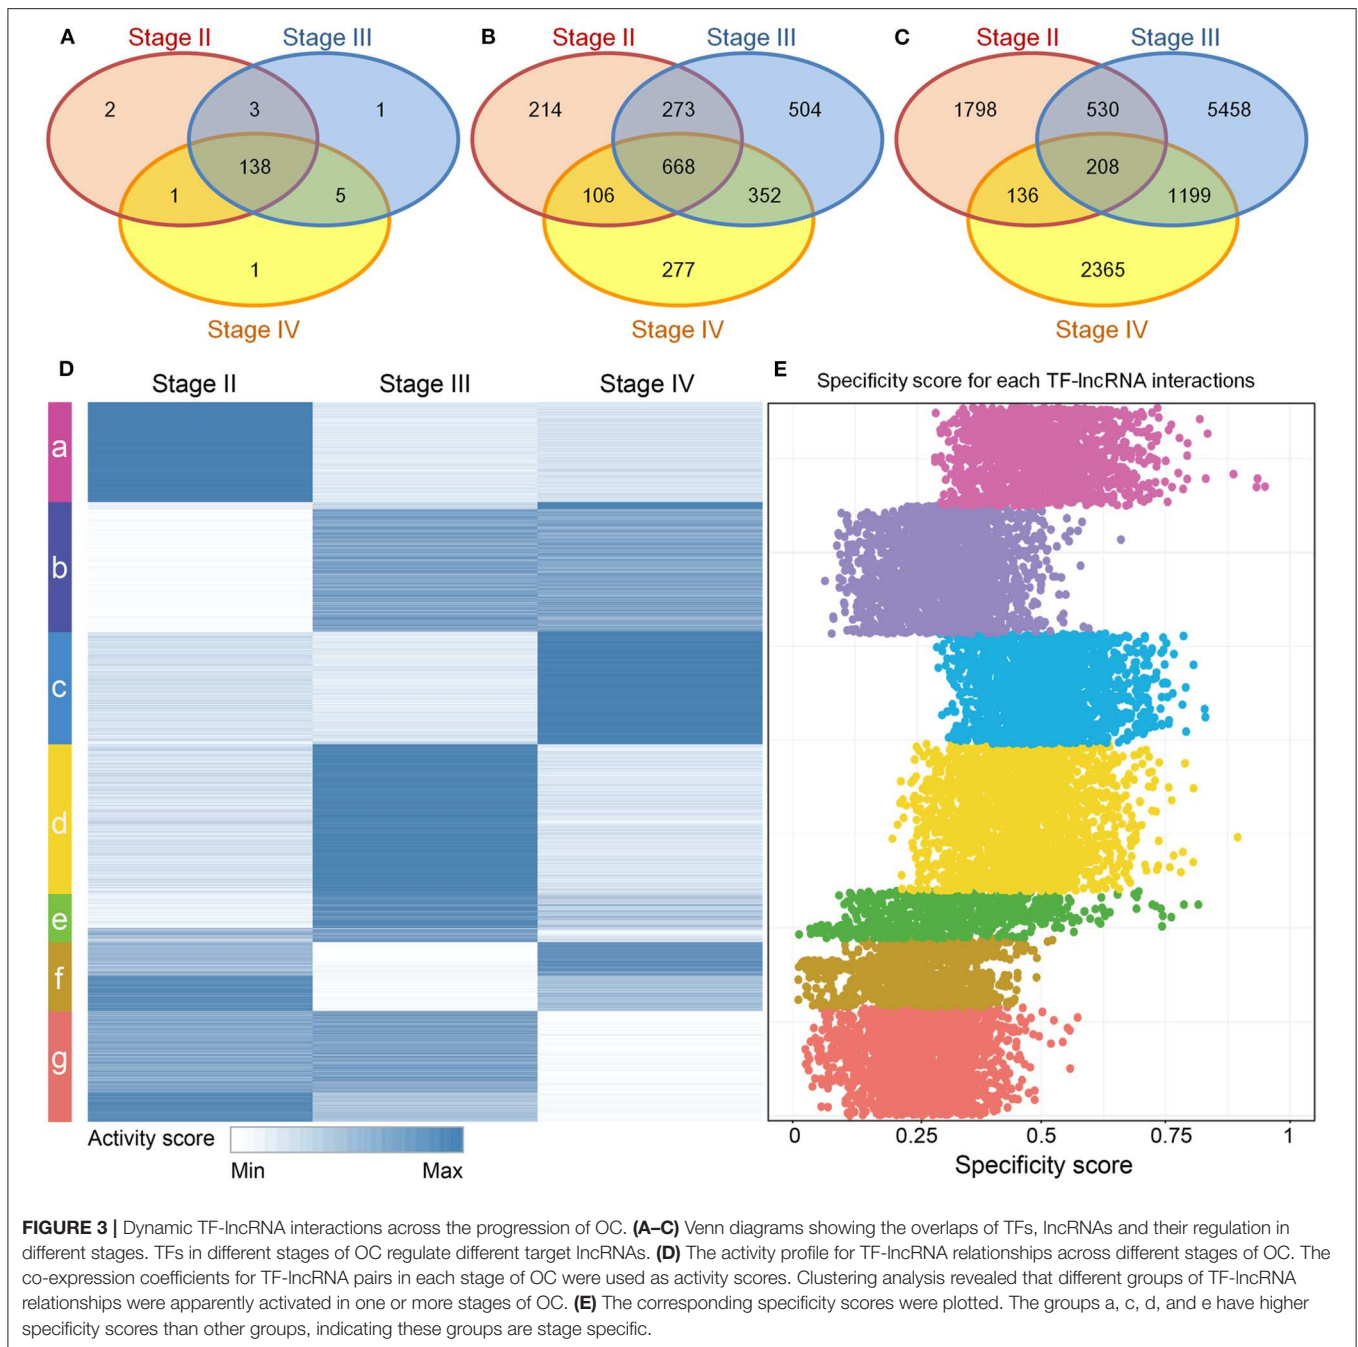 A
Stage II
Stage III
2
3
1
138
1
5
1
Stage IV
B
Stage II
Stage III
214
273
504
668
106
352
277
Stage IV
C
Stage II
Stage III
1798
530
5458
208
136
1199
2365
Stage IV
D
Stage II
Stage III
Stage IV
a
b
c
d
e
f
g
Activity score
Min
Max
E
Specificity score for each TF-lncRNA interactions
0
0.25
0.5
0.75
1
Specificity score
FIGURE 3 | Dynamic TF-lncRNA interactions across the progression of OC. (A–C) Venn diagrams showing the overlaps of TFs, lncRNAs and their regulation in
different stages. TFs in different stages of OC regulate different target lncRNAs. (D) The activity profile for TF-lncRNA relationships across different stages of OC. The
co-expression coefficients for TF-lncRNA pairs in each stage of OC were used as activity scores. Clustering analysis revealed that different groups of TF-lncRNA
relationships were apparently activated in one or more stages of OC. (E) The corresponding specificity scores were plotted. The groups a, c, d, and e have higher
specificity scores than other groups, indicating these groups are stage specific.